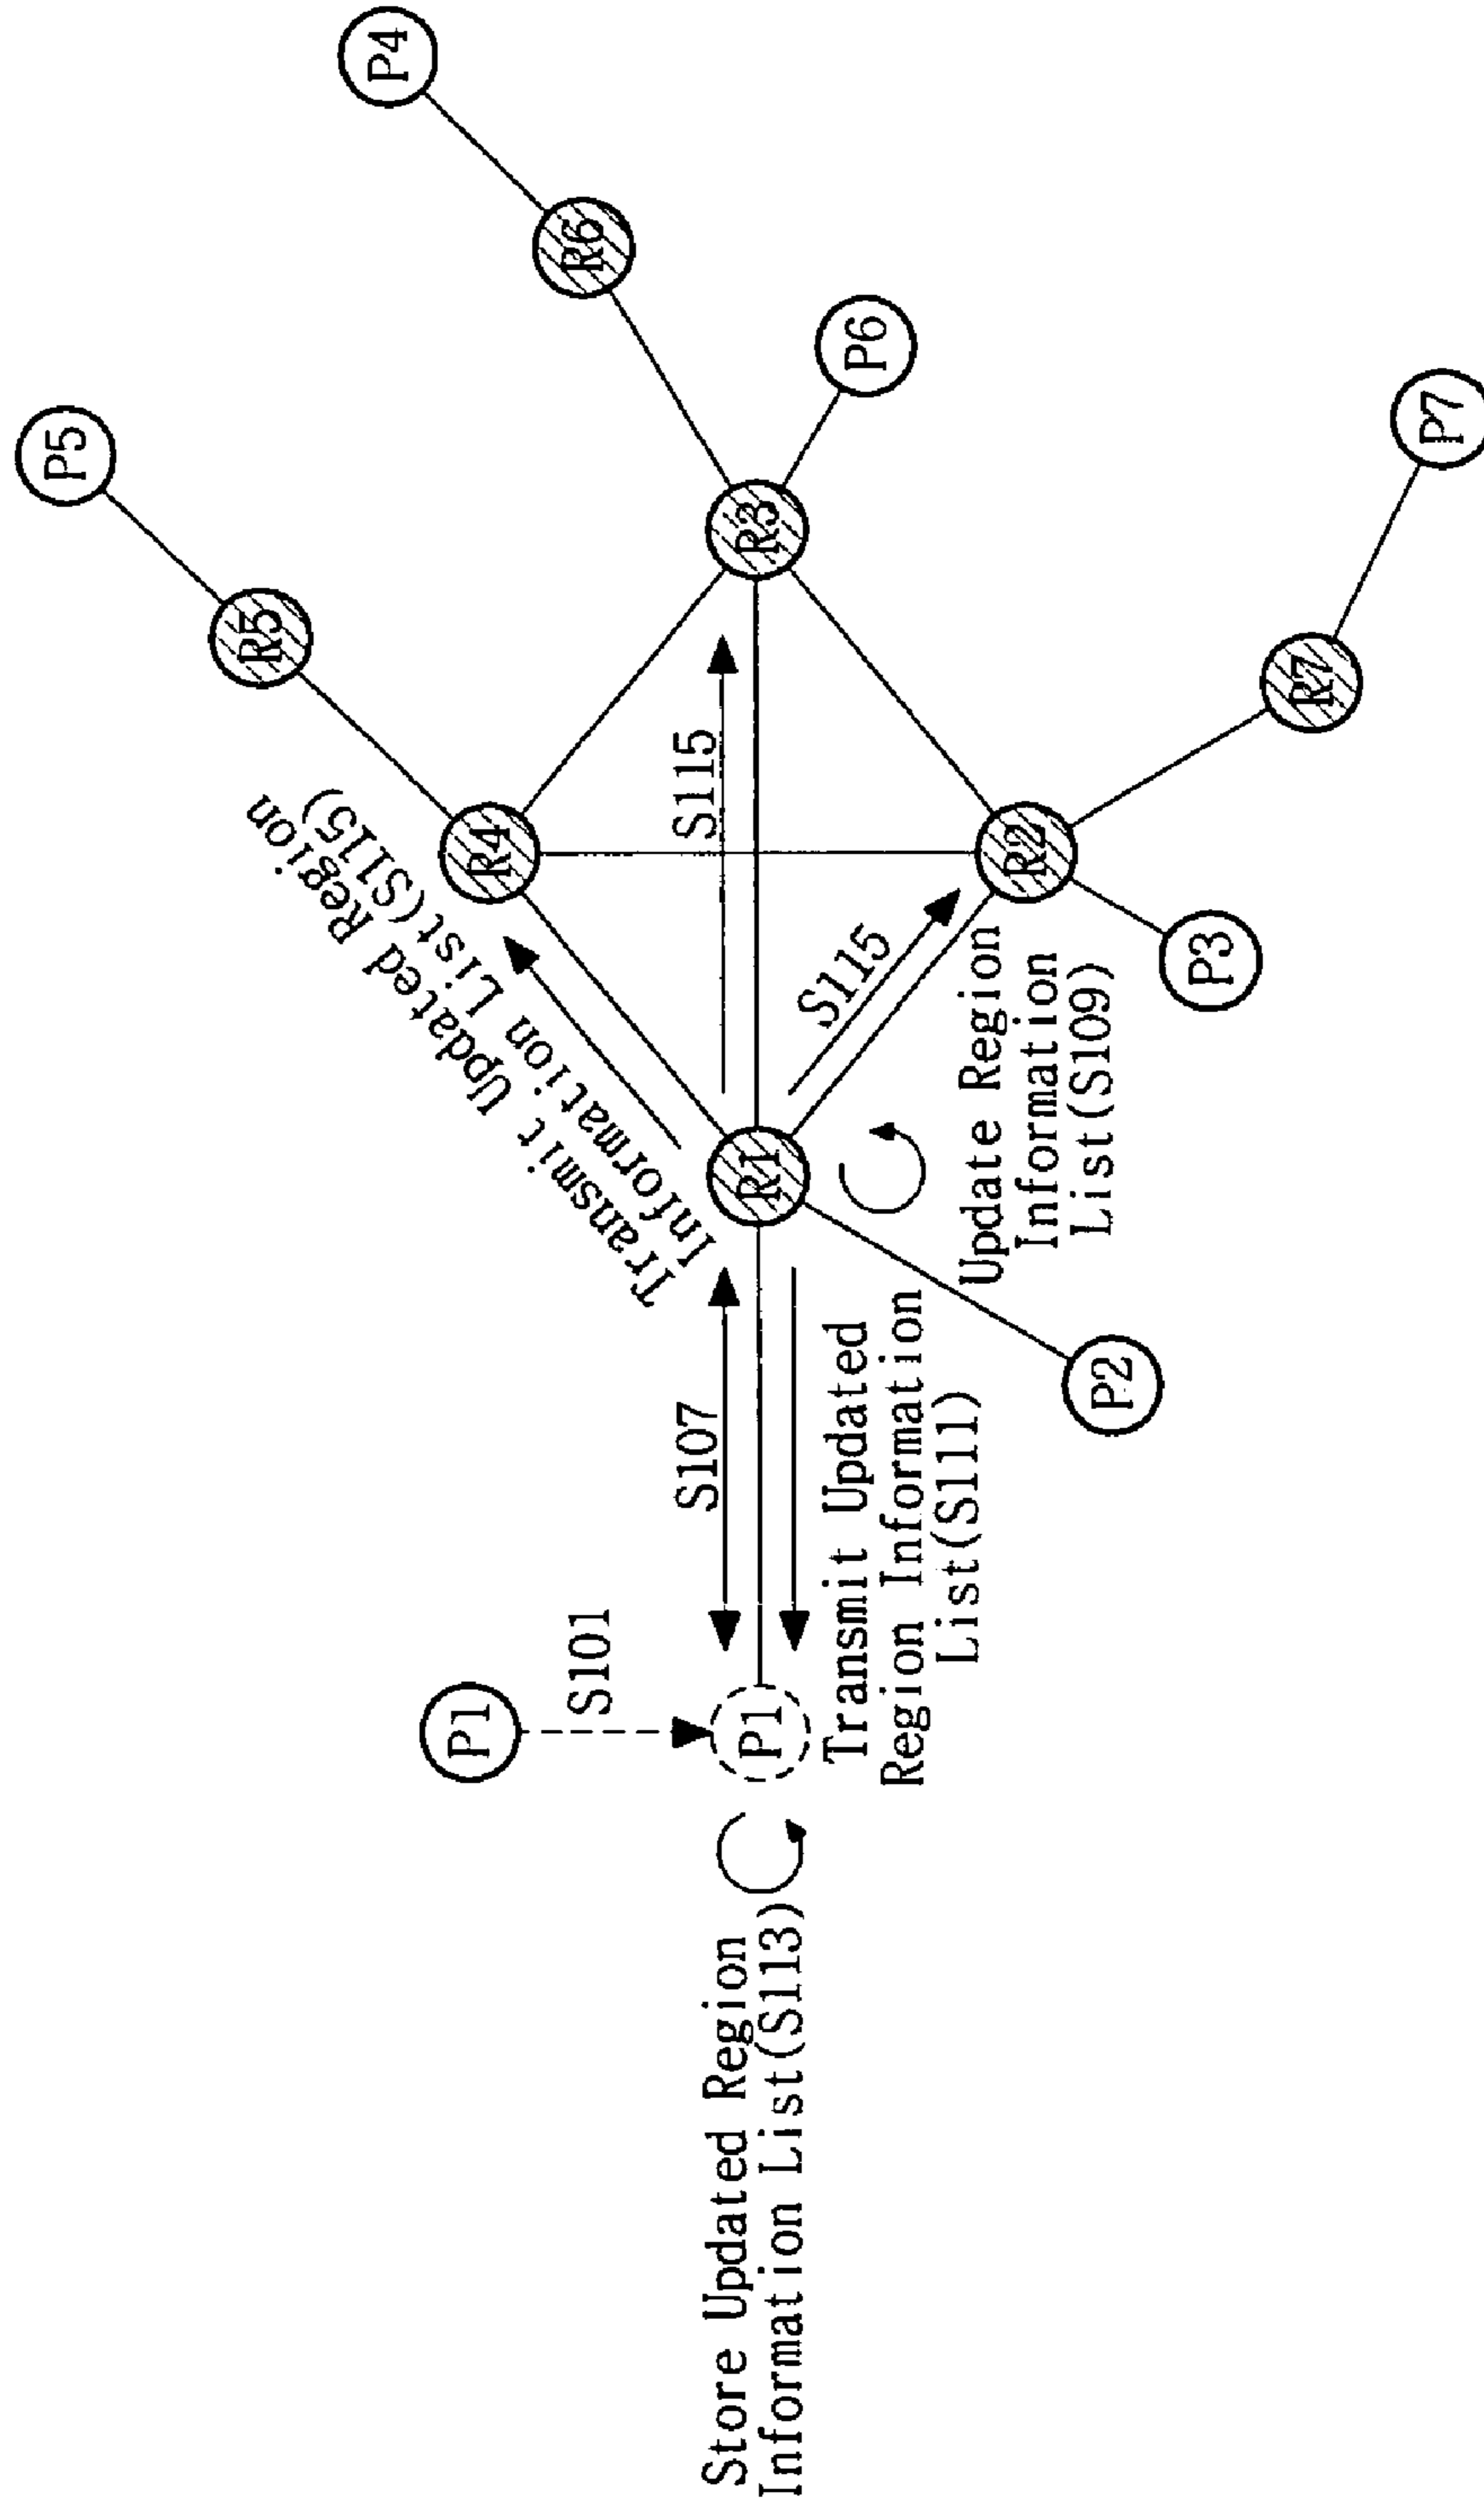 Store Updated Region
Information List(S113)
P1
S101
P1
S107
Transmit Updated
Region Information
List(S111)
P2
R1
Update Region
Information
List(S109)
Transmit Updated Region
Information List(S115)
S115
S115
R4
R2
P3
R5
R3
R7
P5
P6
P7
R6
P4